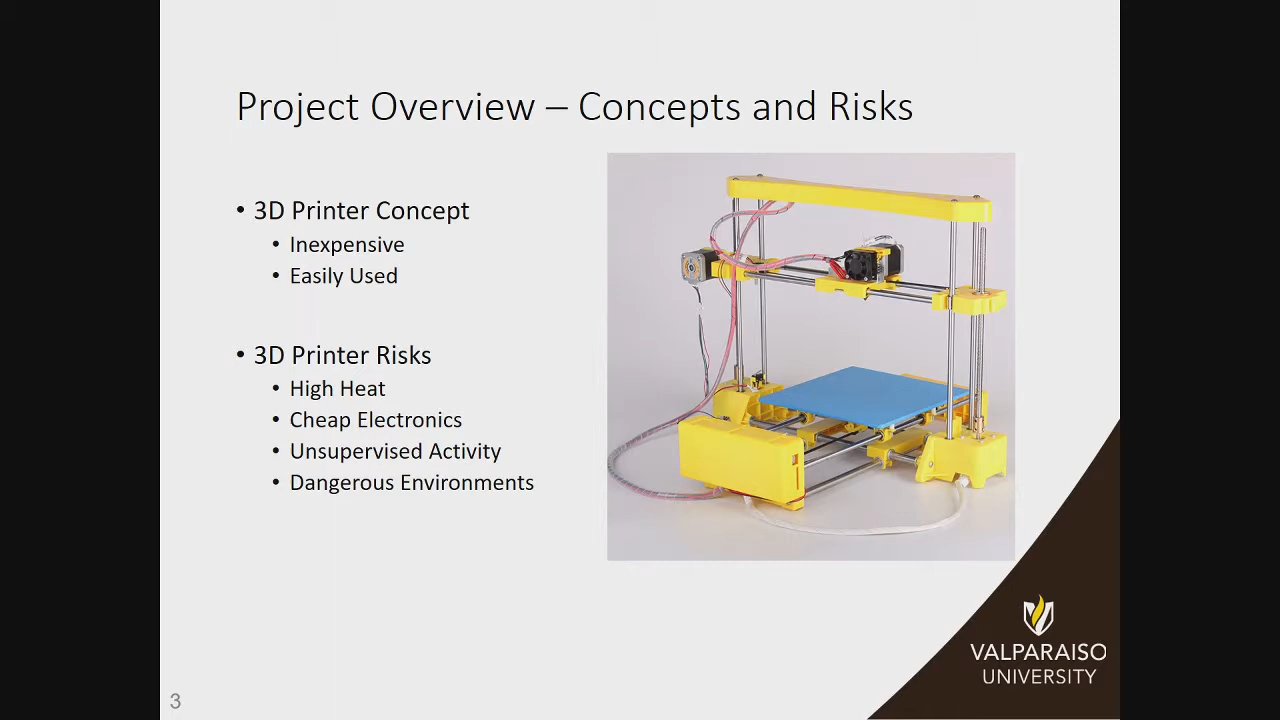 Project Overview – Concepts and Risks
• 3D Printer Concept
• Inexpensive
• Easily Used
• 3D Printer Risks
• High Heat
• Cheap Electronics
• Unsupervised Activity
• Dangerous Environments
VALPARAISO
UNIVERSITY
3